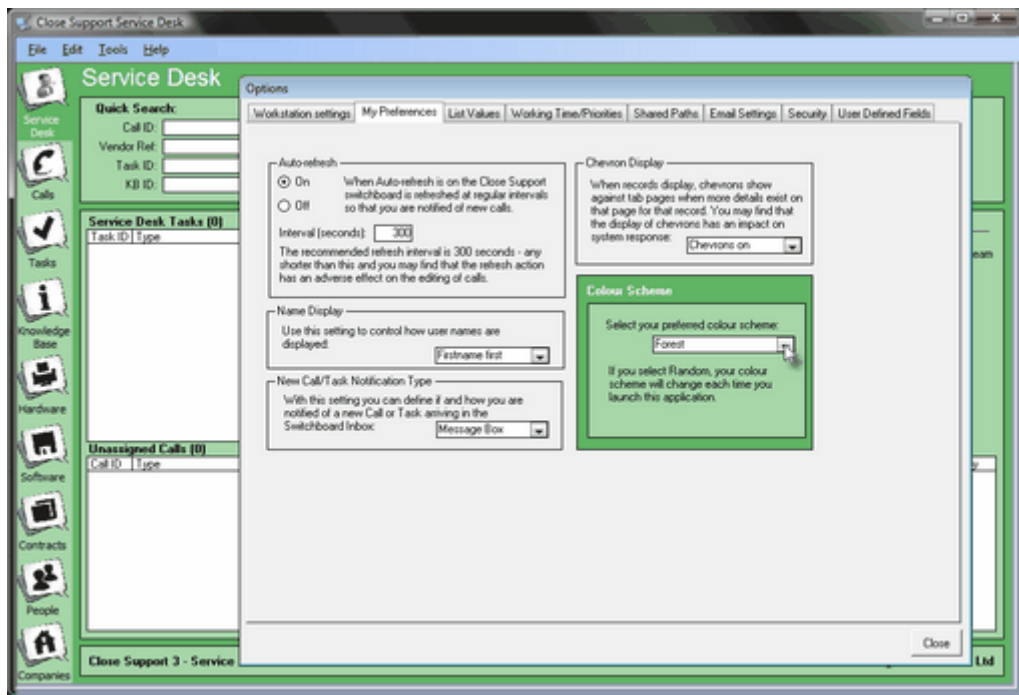 Close Support Service Desk
File Edit Tools Help
Service Desk
Service
Desk
Calls
Tasks
Knowledge
Base
Hardware
Software
Contracts
People
Companies
Quick Search:
Call ID:
Vendor Ref:
Task ID:
KB ID:
Service Desk Tasks (0)
Task ID Type
Unassigned Calls (0)
Call ID Type
Close Support 3 - Service
Ltd
eam
y
Options
Workstation settings My Preferences List Values Working Time/Priorities Shared Paths Email Settings Security User Defined Fields
Auto-refresh
On
Off
When Auto-refresh is on the Close Support
switchboard is refreshed at regular intervals
so that you are notified of new calls.
Interval (seconds): 300
The recommended refresh interval is 300 seconds - any
shorter than this and you may find that the refresh action
has an adverse effect on the editing of calls.
Name Display
Use this setting to control how user names are
displayed:
Firstname first
New Call/Task Notification Type
With this setting you can define if and how you are
notified of a new Call or Task arriving in the
Switchboard Inbox:
Message Box
Chevron Display
When records display, chevrons show
against tab pages when more details exist on
that page for that record. You may find that
the display of chevrons has an impact on
system response:
Chevrons on
Colour Scheme
Select your preferred colour scheme:
Forest
If you select Random, your colour
scheme will change each time you
launch this application.
Close